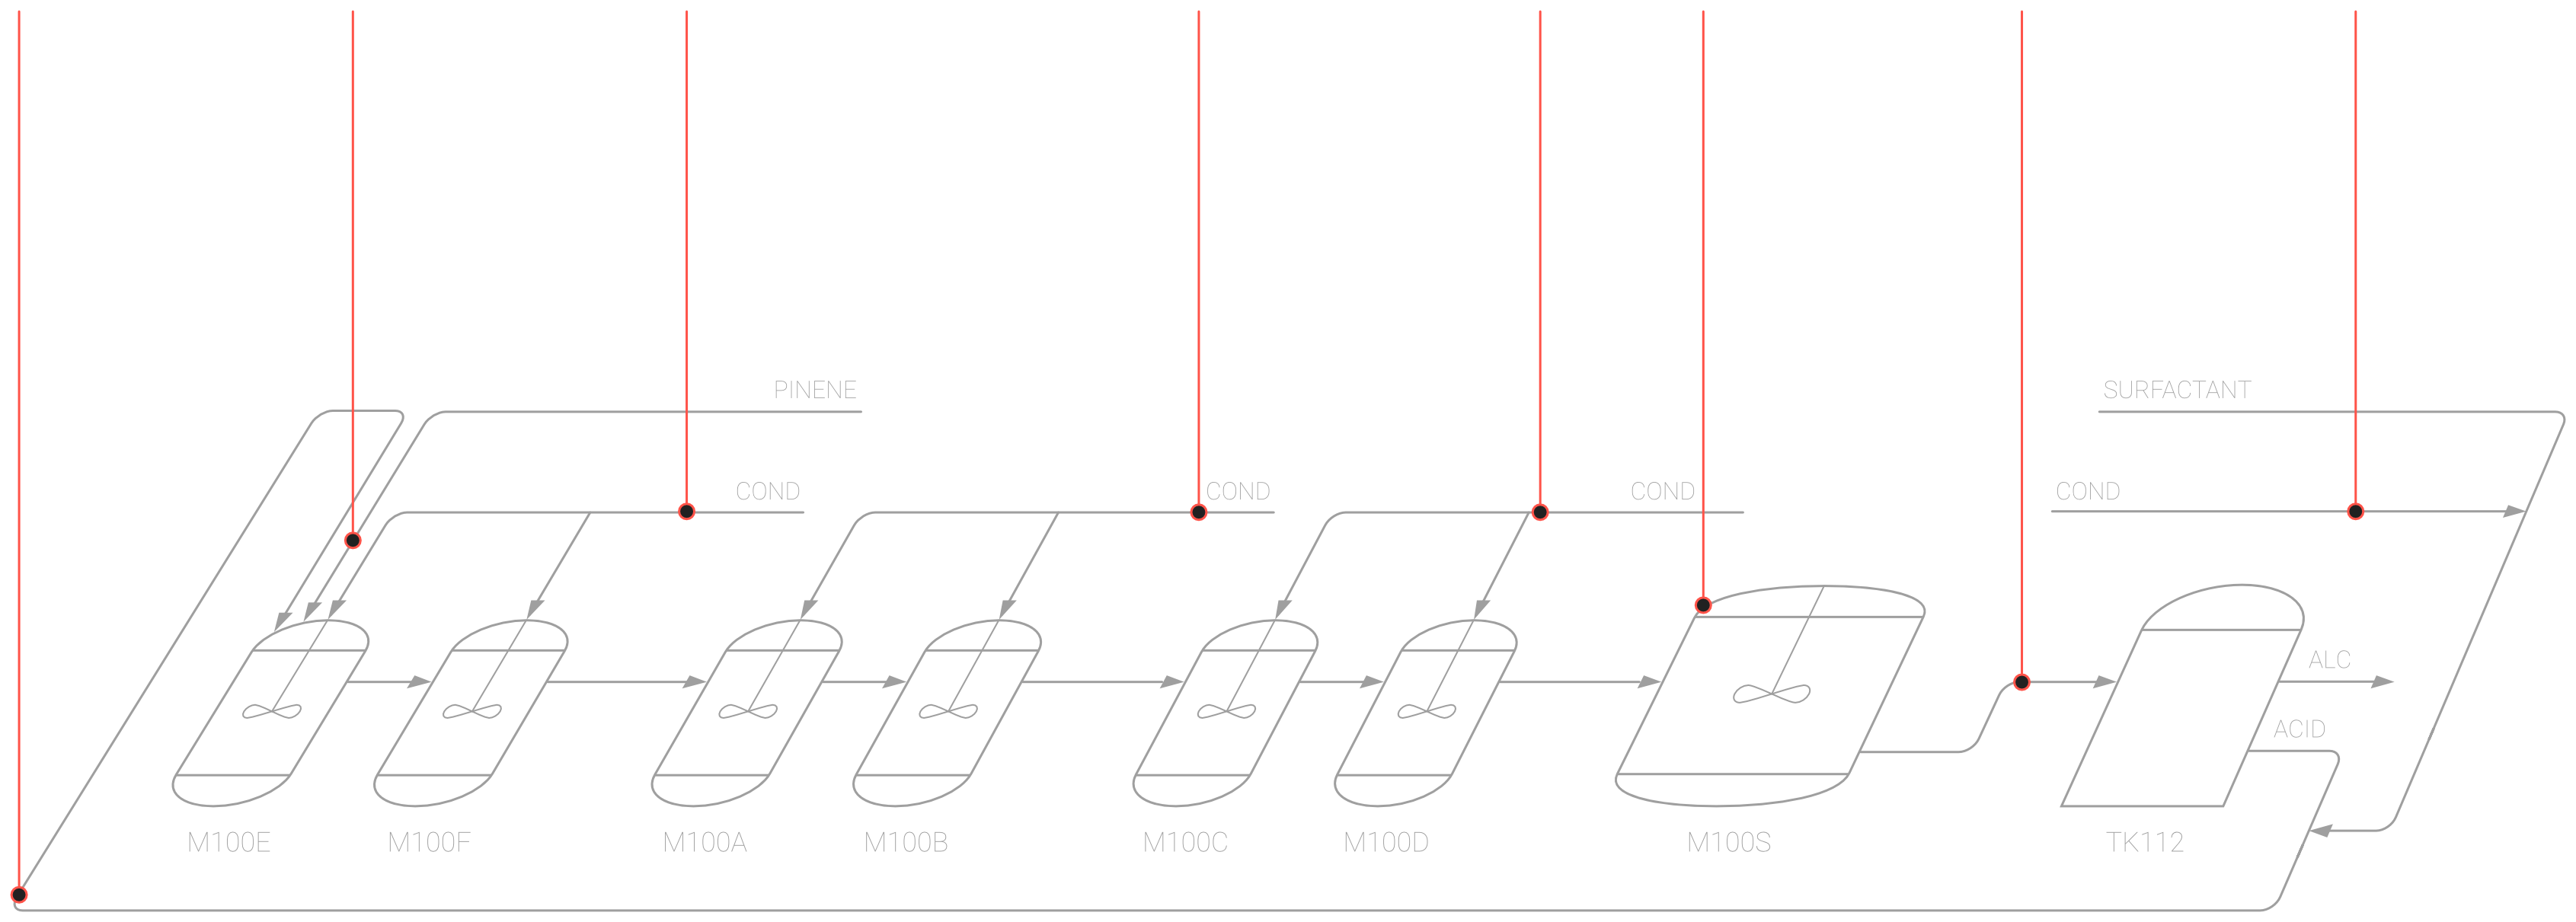 PINENE
SURFACTANT
COND
COND
COND
COND
ALC
ACID
M100E
M100F
M100A
M100B
M100C
M100D
M100S
TK112